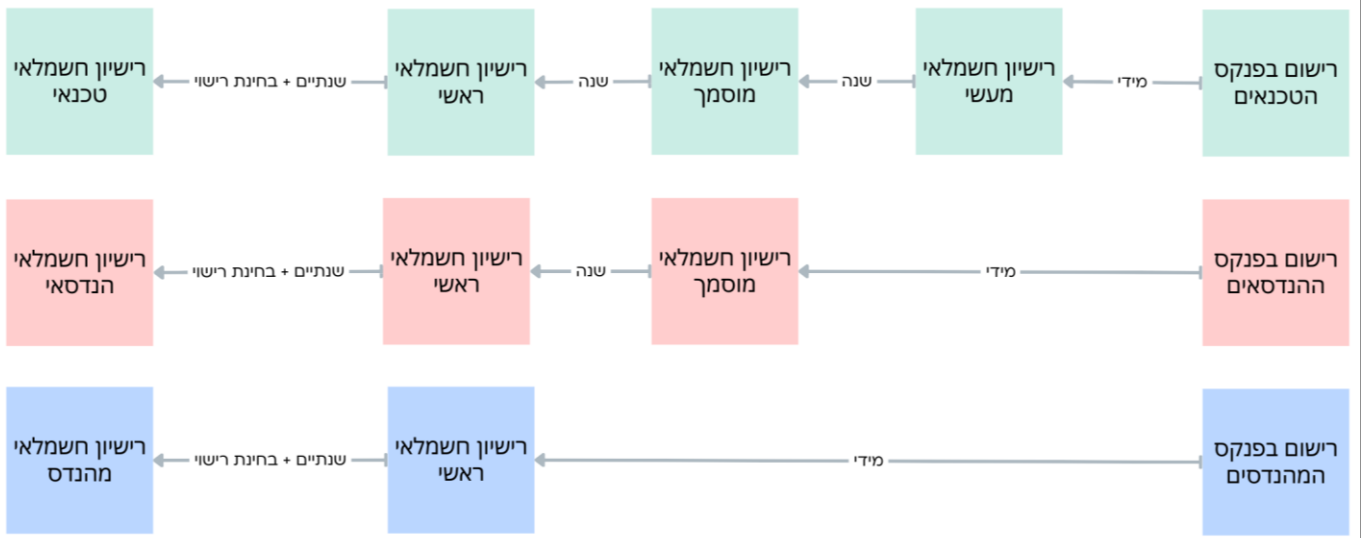 רישום בפנקס
הטכנאים
מידי
רישיון חשמלאי
מעשי
שנה
רישיון חשמלאי
מוסמך
שנה
רישיון חשמלאי
ראשי
שנתיים + בחינת רישוי
רישיון חשמלאי
טכנאי
רישום בפנקס
ההנדסאים
מידי
רישיון חשמלאי
מוסמך
שנה
רישיון חשמלאי
ראשי
שנתיים + בחינת רישוי
רישיון חשמלאי
הנדסאי
רישום בפנקס
המהנדסים
מידי
רישיון חשמלאי
ראשי
שנתיים + בחינת רישוי
רישיון חשמלאי
מהנדס